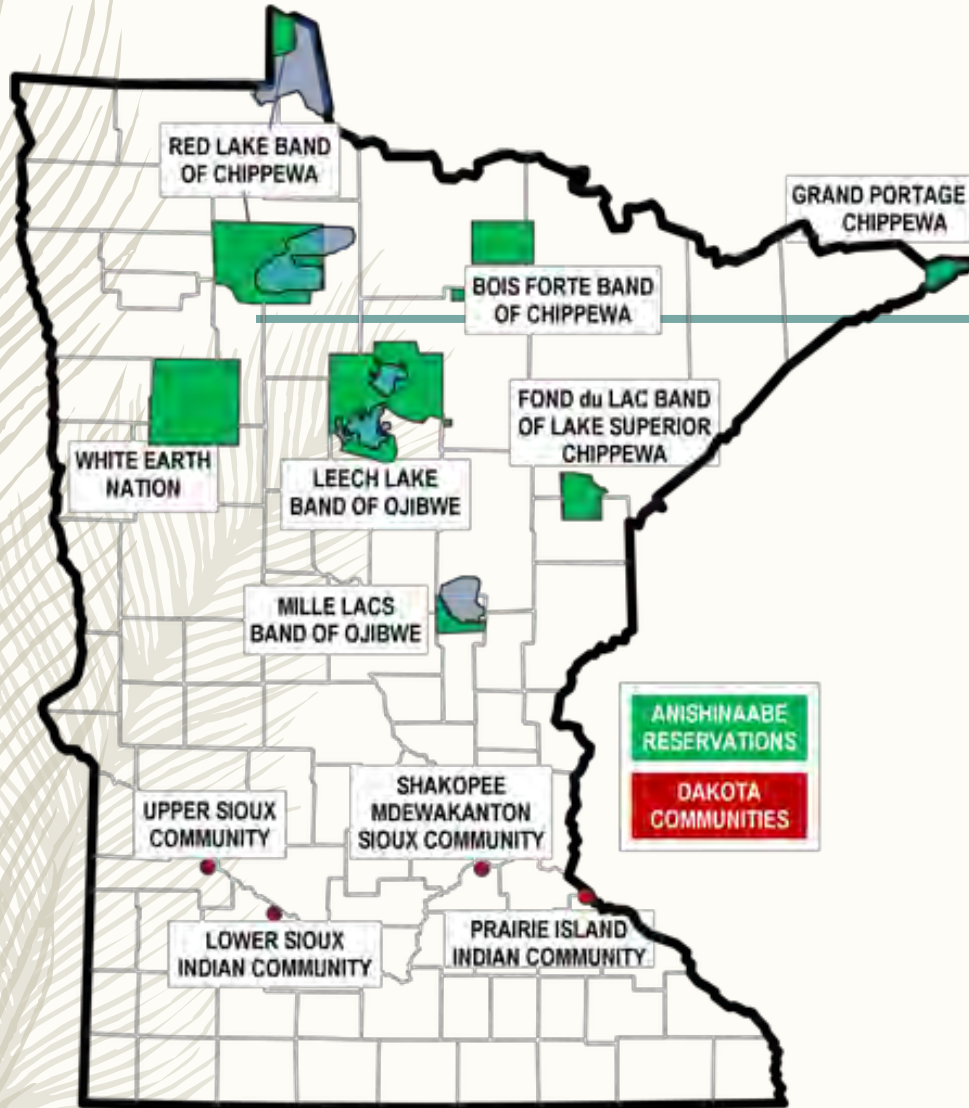 RED LAKE BAND
OF CHIPPEWA
GRAND PORTAGE
CHIPPEWA
BOIS FORTE BAND
OF CHIPPEWA
FOND du LAC BAND
OF LAKE SUPERIOR
CHIPPEWA
WHITE EARTH
NATION
LEECH LAKE
BAND OF OJIBWE
MILLE LACS
BAND OF OJIBWE
ANISHINAABE
RESERVATIONS
DAKOTA
COMMUNITIES
UPPER SIOUX
COMMUNITY
SHAKOPEE
MDEWAKANTON
SIOUX COMMUNITY
LOWER SIOUX
INDIAN COMMUNITY
PRAIRIE ISLAND
INDIAN COMMUNITY